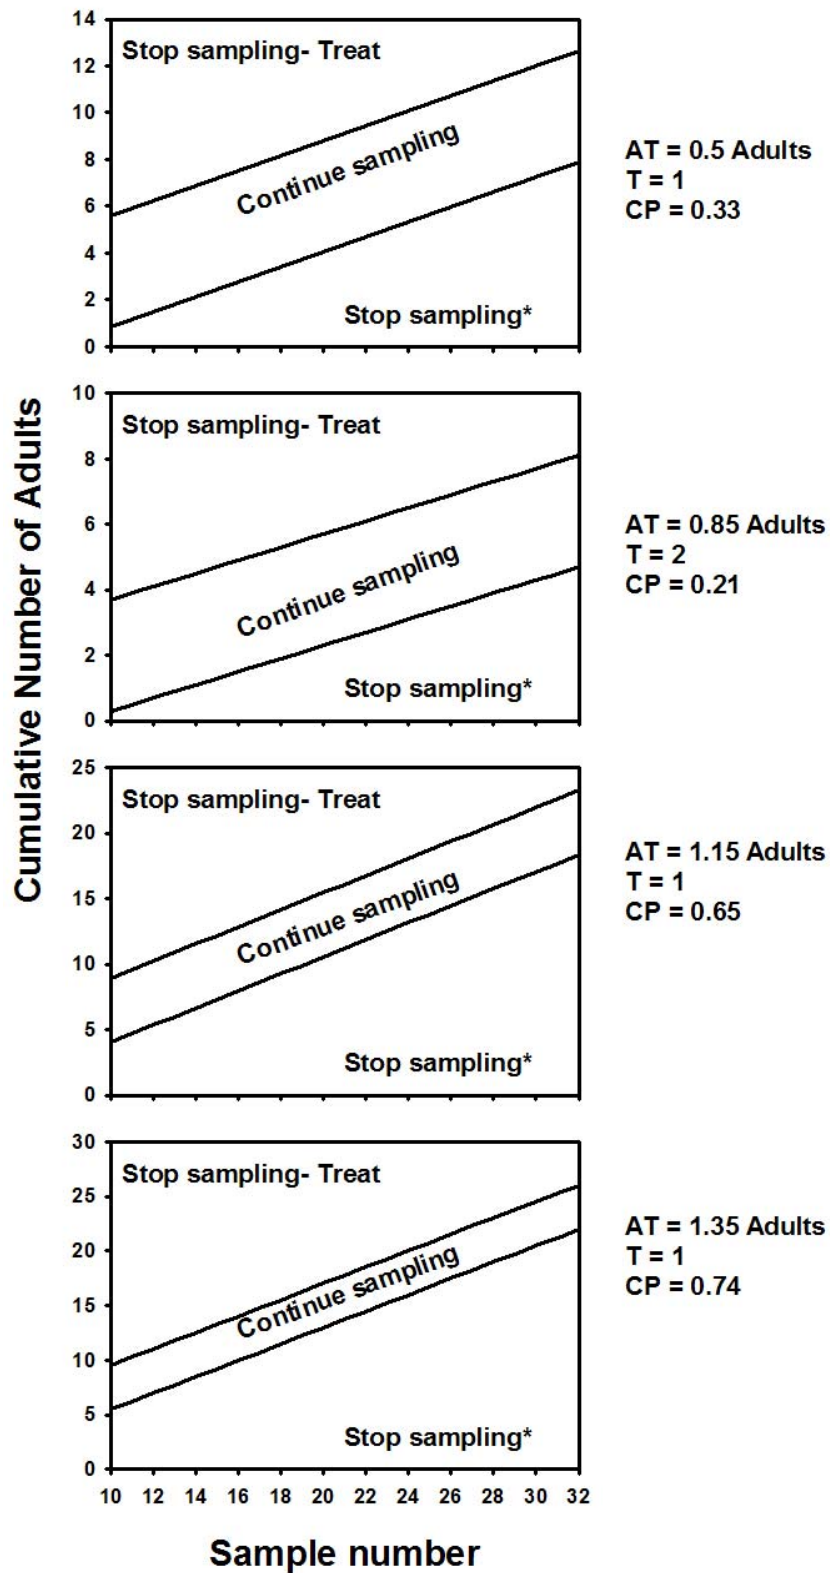 Cumulative Number of Adults
14
12
10
8
6
4
2
0
Stop sampling- Treat
Continue sampling
Stop sampling*
AT = 0.5 Adults
T = 1
CP = 0.33
10
8
6
4
2
0
Stop sampling- Treat
Continue sampling
Stop sampling*
AT = 0.85 Adults
T = 2
CP = 0.21
25
20
15
10
5
0
Stop sampling- Treat
Continue sampling
Stop sampling*
AT = 1.15 Adults
T = 1
CP = 0.65
30
25
20
15
10
5
0
Stop sampling- Treat
Continue sampling
Stop sampling*
AT = 1.35 Adults
T = 1
CP = 0.74
10 12 14 16 18 20 22 24 26 28 30 32
Sample number